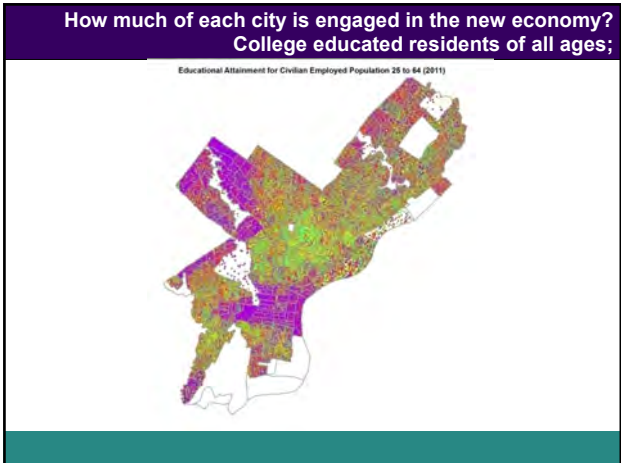 How much of each city is engaged in the new economy?
College educated residents of all ages;
Educational Attainment for Civilian Employed Population 25 to 64 (2011)